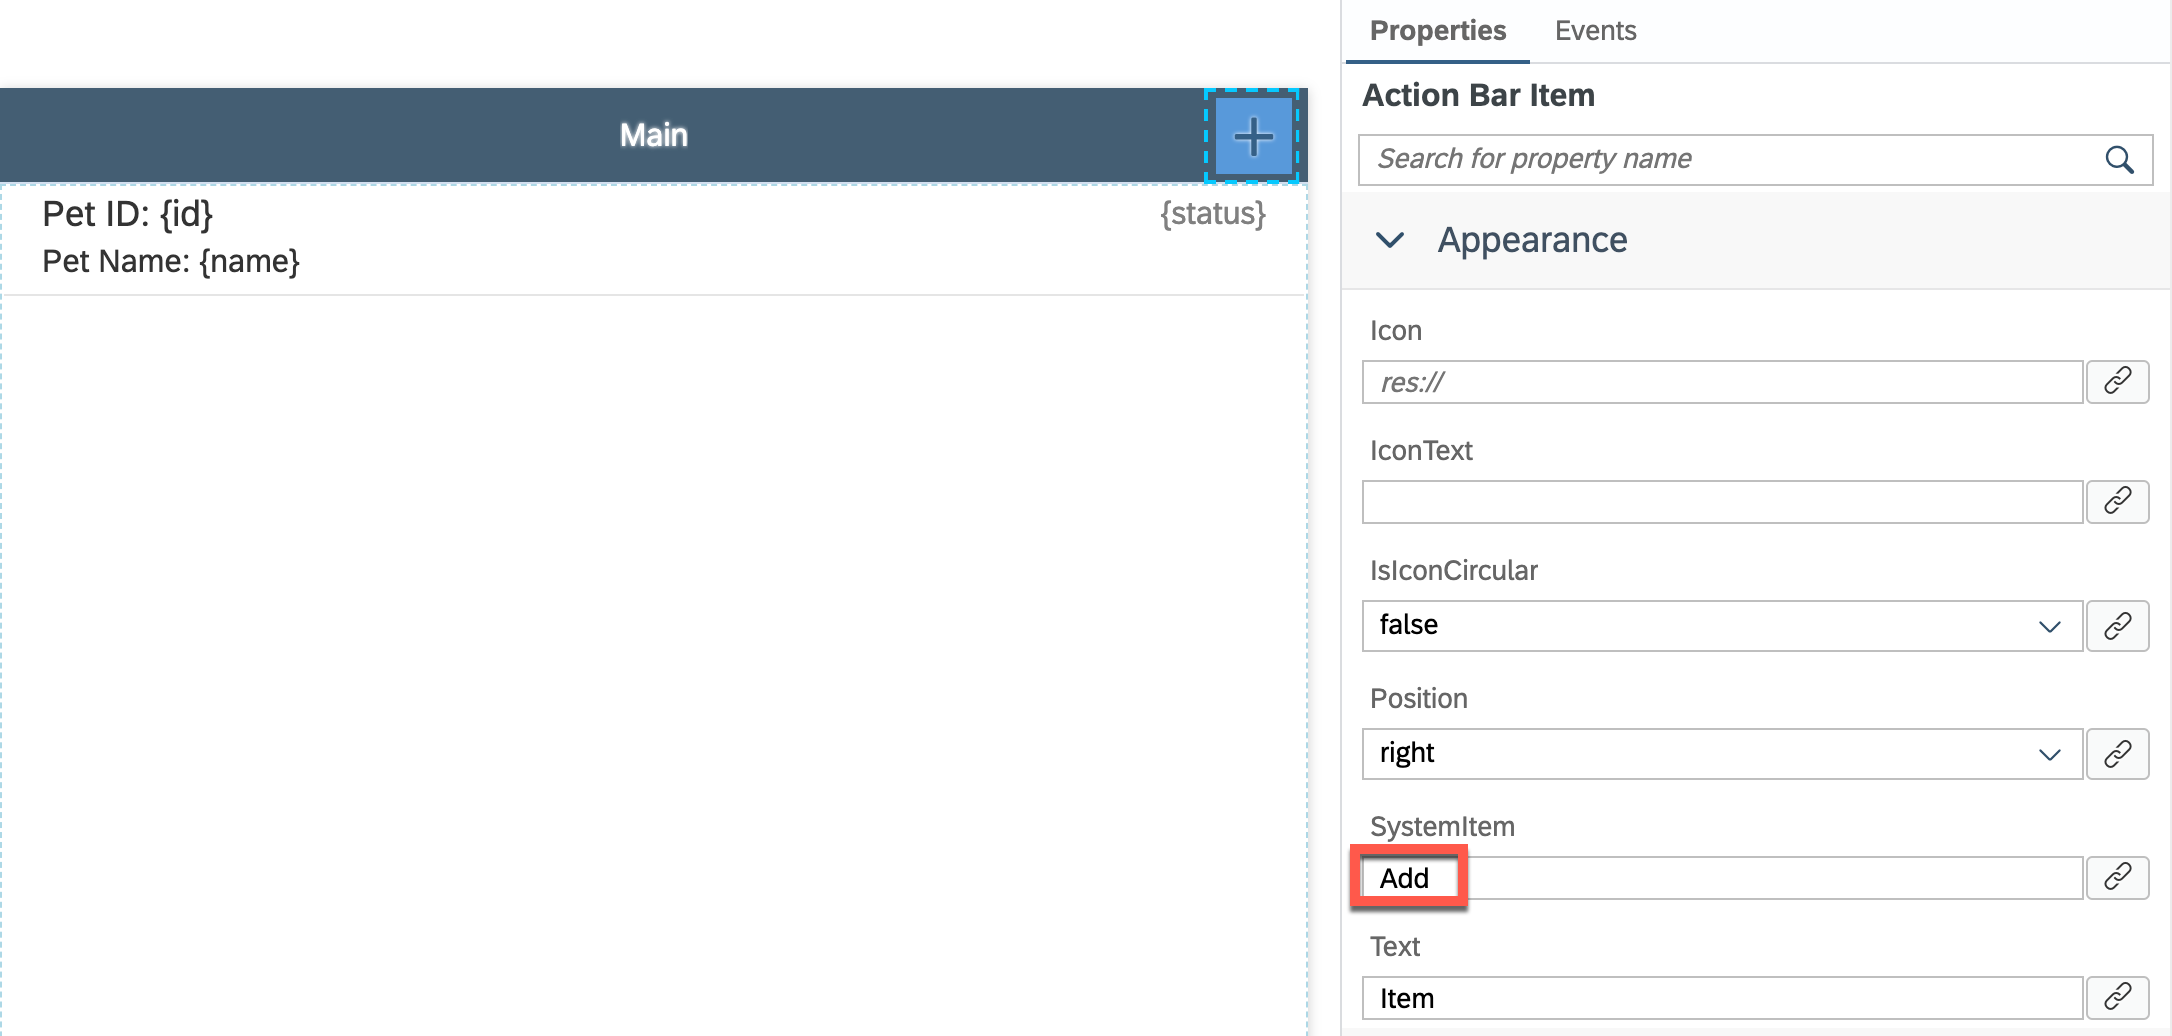 Main
Pet ID: {id}
{status}
Pet Name: {name}
Properties
Events
Action Bar Item
Search for property name
Appearance
Icon
res://
IconText
IsIconCircular
false
Position
right
SystemItem
Add
Text
Item